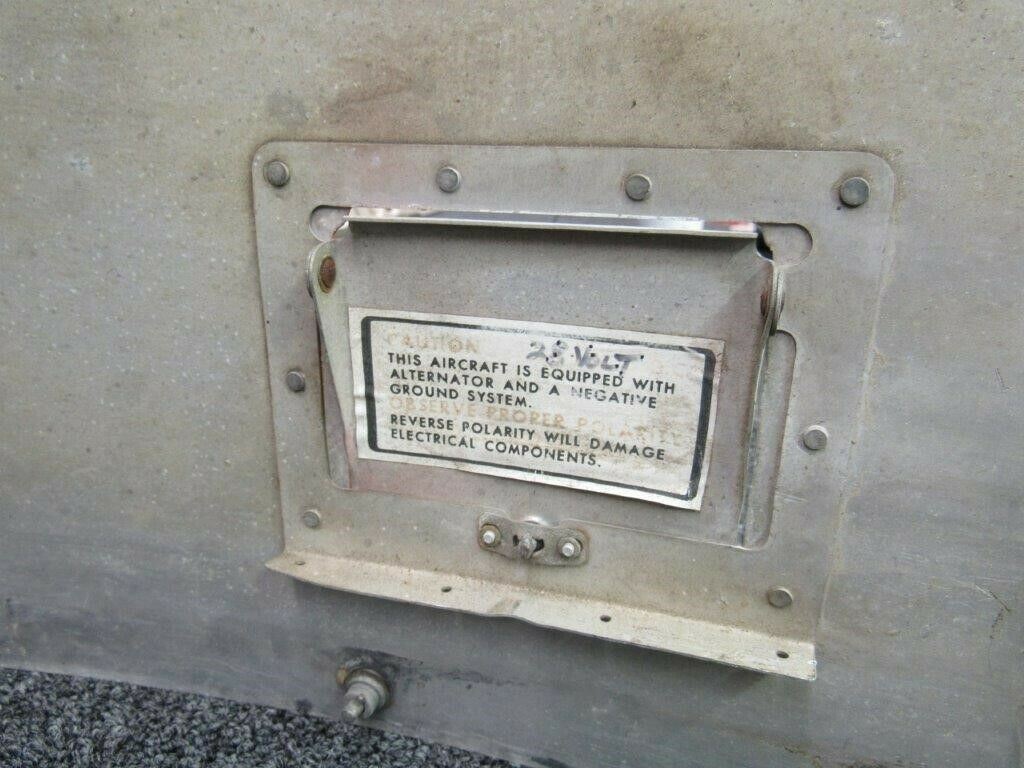 CAUTION 28 VOLT
THIS AIRCRAFT IS EQUIPPED WITH
ALTERNATOR AND A NEGATIVE
GROUND SYSTEM.
OBSERVE PROPER POLARITY
REVERSE POLARITY WILL DAMAGE
ELECTRICAL COMPONENTS.